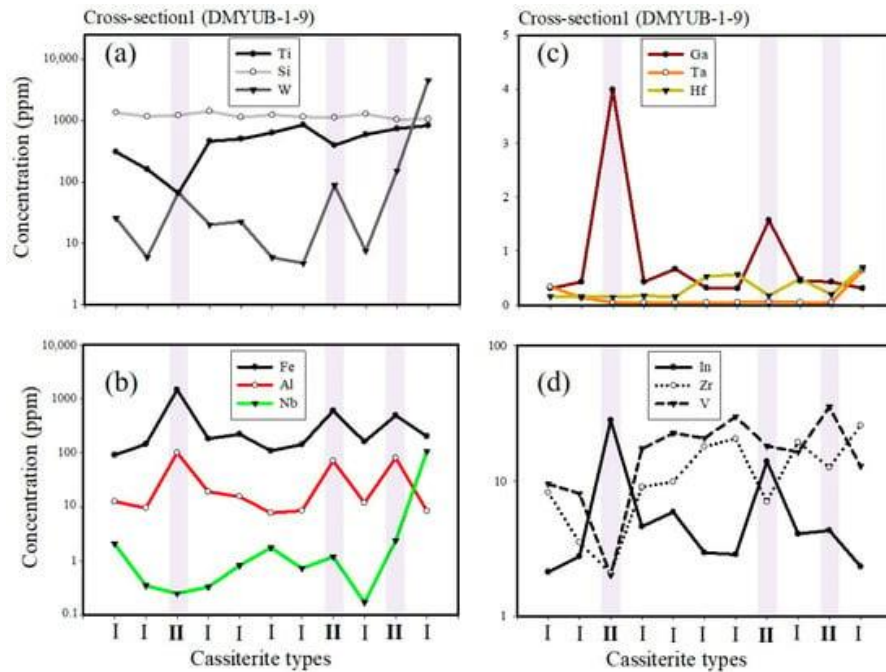 Cross-section1 (DMYUB-1-9)
(a)
Ti
Si
W
Concentration (ppm)
10,000
1000
100
10
1
(b)
Fe
Al
Nb
Concentration (ppm)
10,000
1000
100
10
1
0.1
I I II I I I I II I II I
Cassiterite types
Cross-section1 (DMYUB-1-9)
(c)
Ga
Ta
Hf
5
4
3
2
1
0
(d)
In
Zr
V
100
10
1
I I II I I I I II I II I
Cassiterite types